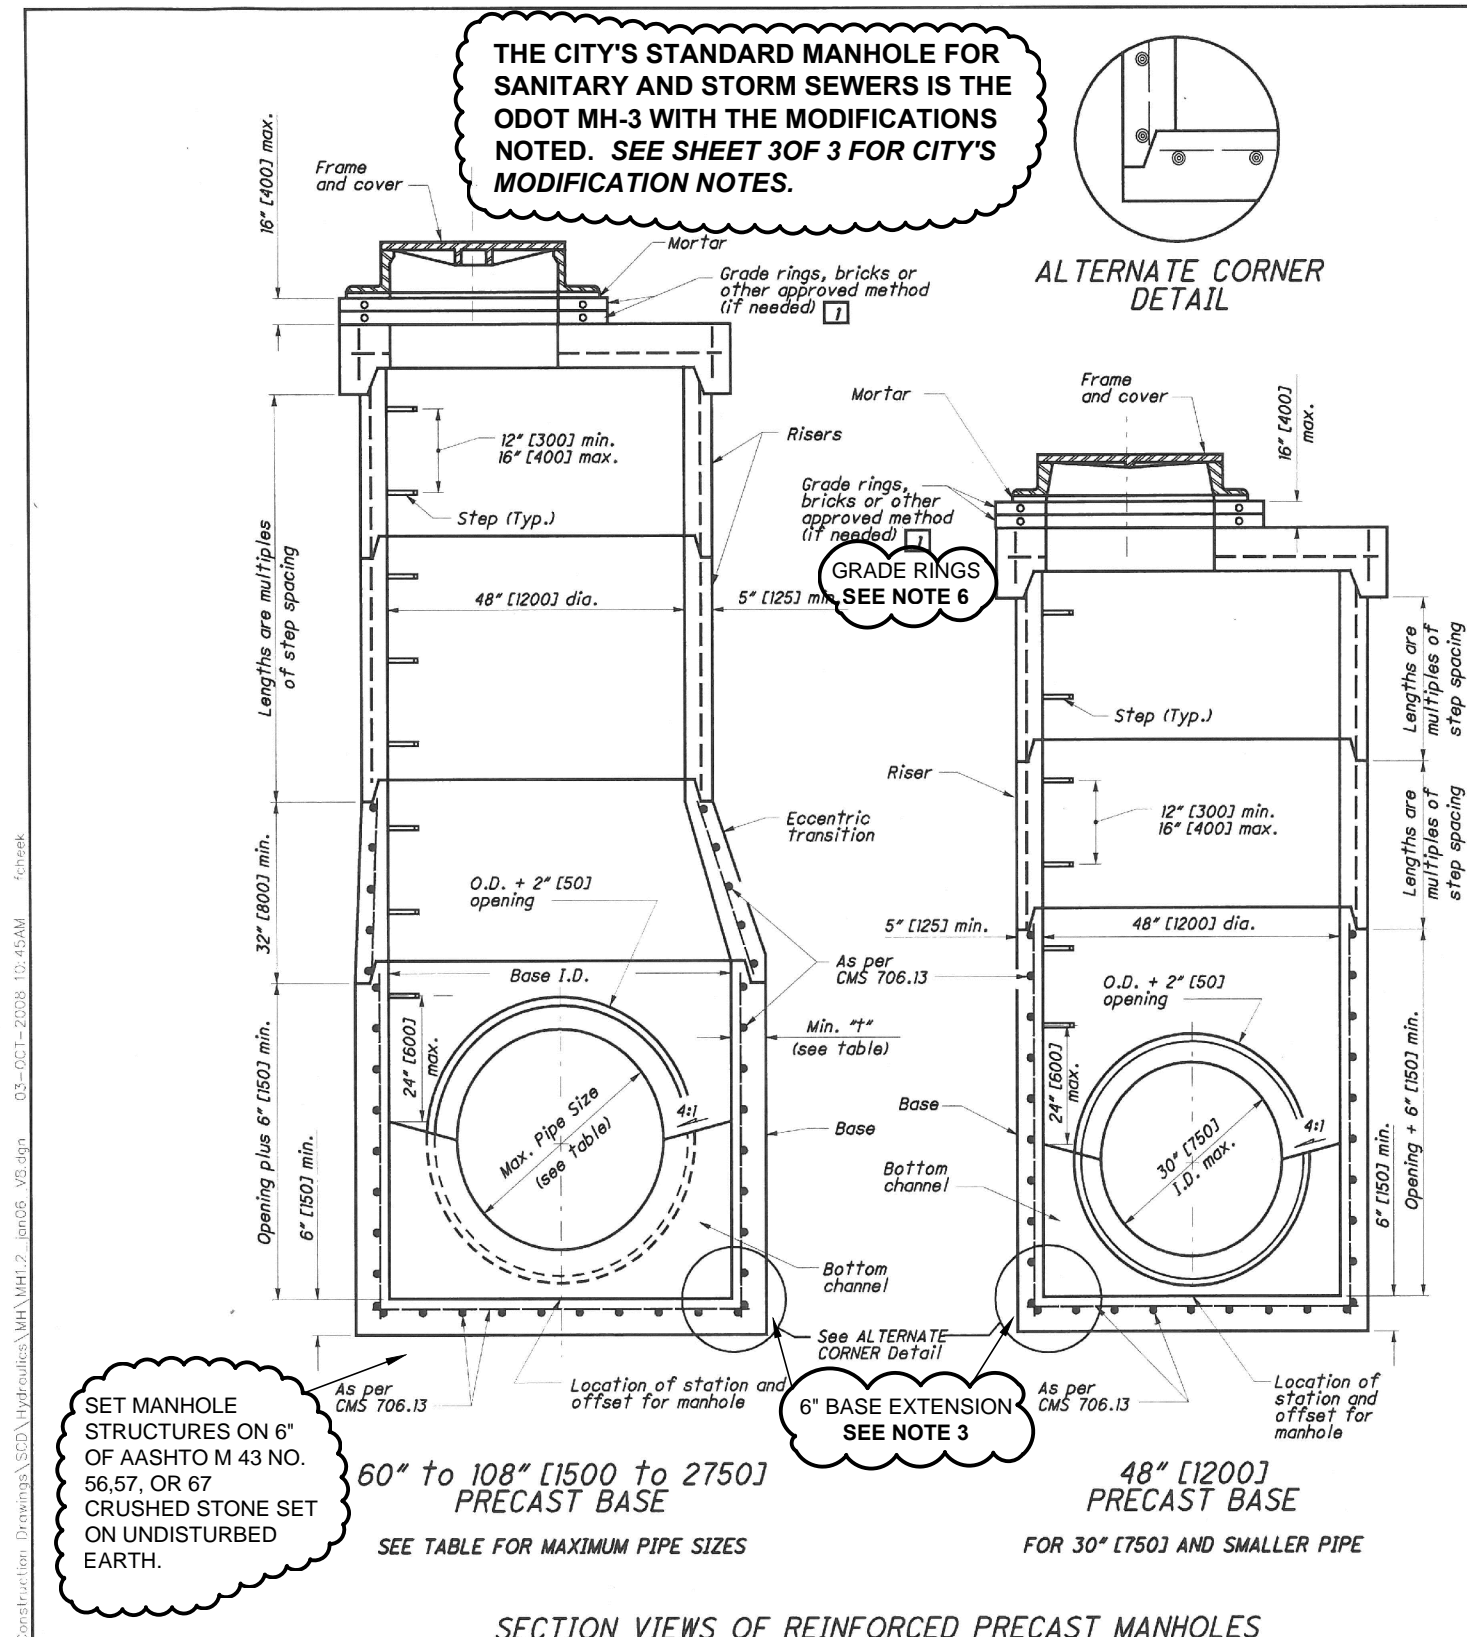 THE CITY'S STANDARD MANHOLE FOR
SANITARY AND STORM SEWERS IS THE
ODOT MH-3 WITH THE MODIFICATIONS
NOTED. SEE SHEET 3OF 3 FOR CITY'S
MODIFICATION NOTES.
ALTERNATE CORNER
DETAIL
16" [400] max.
Frame
and cover
Mortar
Grade rings, bricks or
other approved method
(if needed) 1
12" [300] min.
16" [400] max.
Step (Typ.)
Risers
Lengths are multiples
of step spacing
48" [1200] dia.
5" [125] min.
Eccentric
transition
32" [800] min.
O.D. + 2" [50]
opening
As per
CMS 706.13
Base I.D.
24" [600]
max.
Min. "t"
(see table)
Max. Pipe Size
(see table)
4:1
Base
Opening plus 6" [150] min.
6" [150] min.
Bottom
channel
See ALTERNATE
CORNER Detail
As per
CMS 706.13
Location of station and
offset for manhole
60" to 108" [1500 to 2750]
PRECAST BASE
SEE TABLE FOR MAXIMUM PIPE SIZES
SET MANHOLE
STRUCTURES ON 6"
OF AASHTO M 43 NO.
56,57, OR 67
CRUSHED STONE SET
ON UNDISTURBED
EARTH.
6" BASE EXTENSION
SEE NOTE 3
Mortar
Frame
and cover
16" [400]
max.
Grade rings,
bricks or other
approved method
(if needed) 1
GRADE RINGS
SEE NOTE 6
Step (Typ.)
Lengths are
multiples of
step spacing
Riser
12" [300] min.
16" [400] max.
Lengths are
multiples of
step spacing
5" [125] min.
48" [1200] dia.
O.D. + 2" [50]
opening
24" [600]
max.
Base
30" [750]
I.D. max.
4:1
Bottom
channel
6" [150] min.
Opening + 6" [150] min.
As per
CMS 706.13
Location of
station and
offset for
manhole
48" [1200]
PRECAST BASE
FOR 30" [750] AND SMALLER PIPE
SECTION VIEWS OF REINFORCED PRECAST MANHOLES
Construction Drawings\SCD\Hydraulics\MH\MH1.2_jan06_VS.dgn 03-OCT-2008 10:45AM fcheek